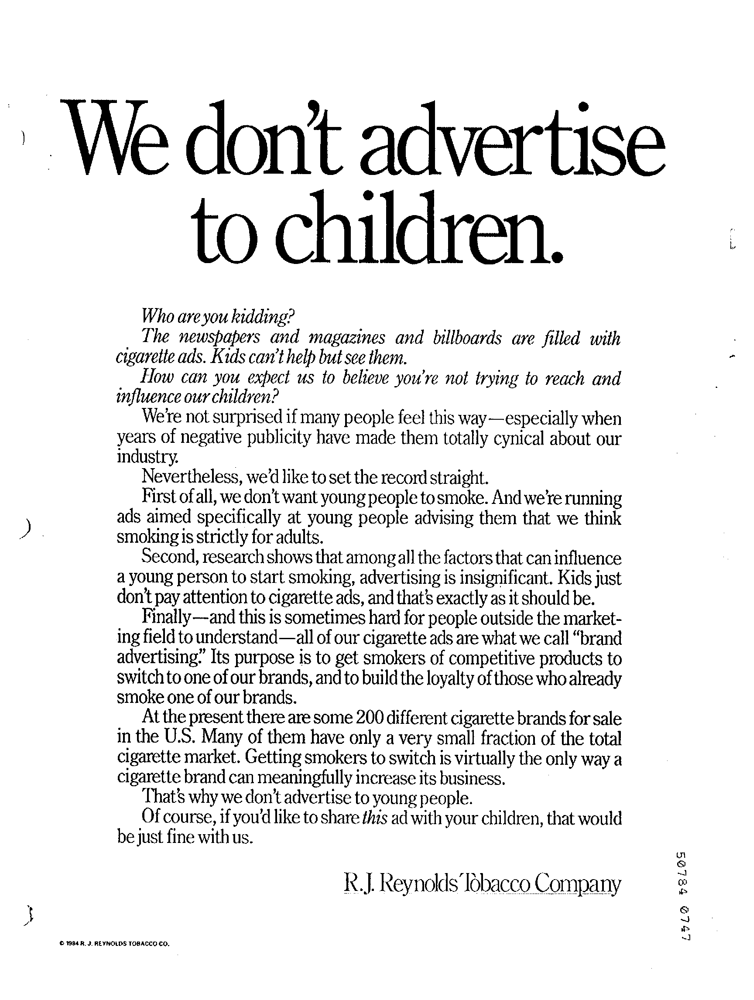 We don't advertise
to children.
Who are you kidding?
The newspapers and magazines and billboards are filled with
cigarette ads. Kids can't help but see them.
How can you expect us to believe you're not trying to reach and
influence our children?
We're not surprised if many people feel this way—especially when
years of negative publicity have made them totally cynical about our
industry.
Nevertheless, we'd like to set the record straight.
First of all, we don't want young people to smoke. And we're running
ads aimed specifically at young people advising them that we think
smoking is strictly for adults.
Second, research shows that among all the factors that can influence
a young person to start smoking, advertising is insignificant. Kids just
don't pay attention to cigarette ads, and that's exactly as it should be.
Finally—and this is sometimes hard for people outside the market-
ing field to understand—all of our cigarette ads are what we call "brand
advertising." Its purpose is to get smokers of competitive products to
switch to one of our brands, and to build the loyalty of those who already
smoke one of our brands.
At the present there are some 200 different cigarette brands for sale
in the U.S. Many of them have only a very small fraction of the total
cigarette market. Getting smokers to switch is virtually the only way a
cigarette brand can meaningfully increase its business.
That's why we don't advertise to young people.
Of course, if you'd like to share this ad with your children, that would
be just fine with us.
R.J. Reynolds Tobacco Company
© 1984 R. J. REYNOLDS TOBACCO CO.
50784 0747